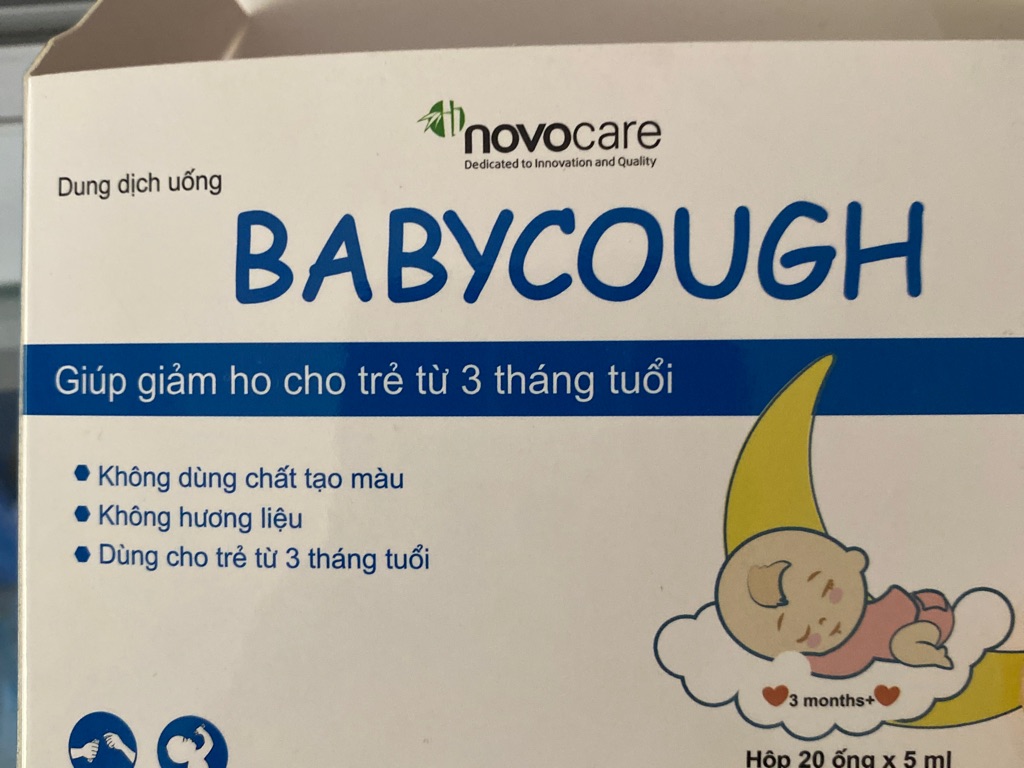 novocare
Dedicated to Innovation and Quality
Dung dịch uống
BABYCOUGH
Giúp giảm ho cho trẻ từ 3 tháng tuổi
Không dùng chất tạo màu
Không hương liệu
Dùng cho trẻ từ 3 tháng tuổi
3 months+
Hộp 20 ống x 5 ml